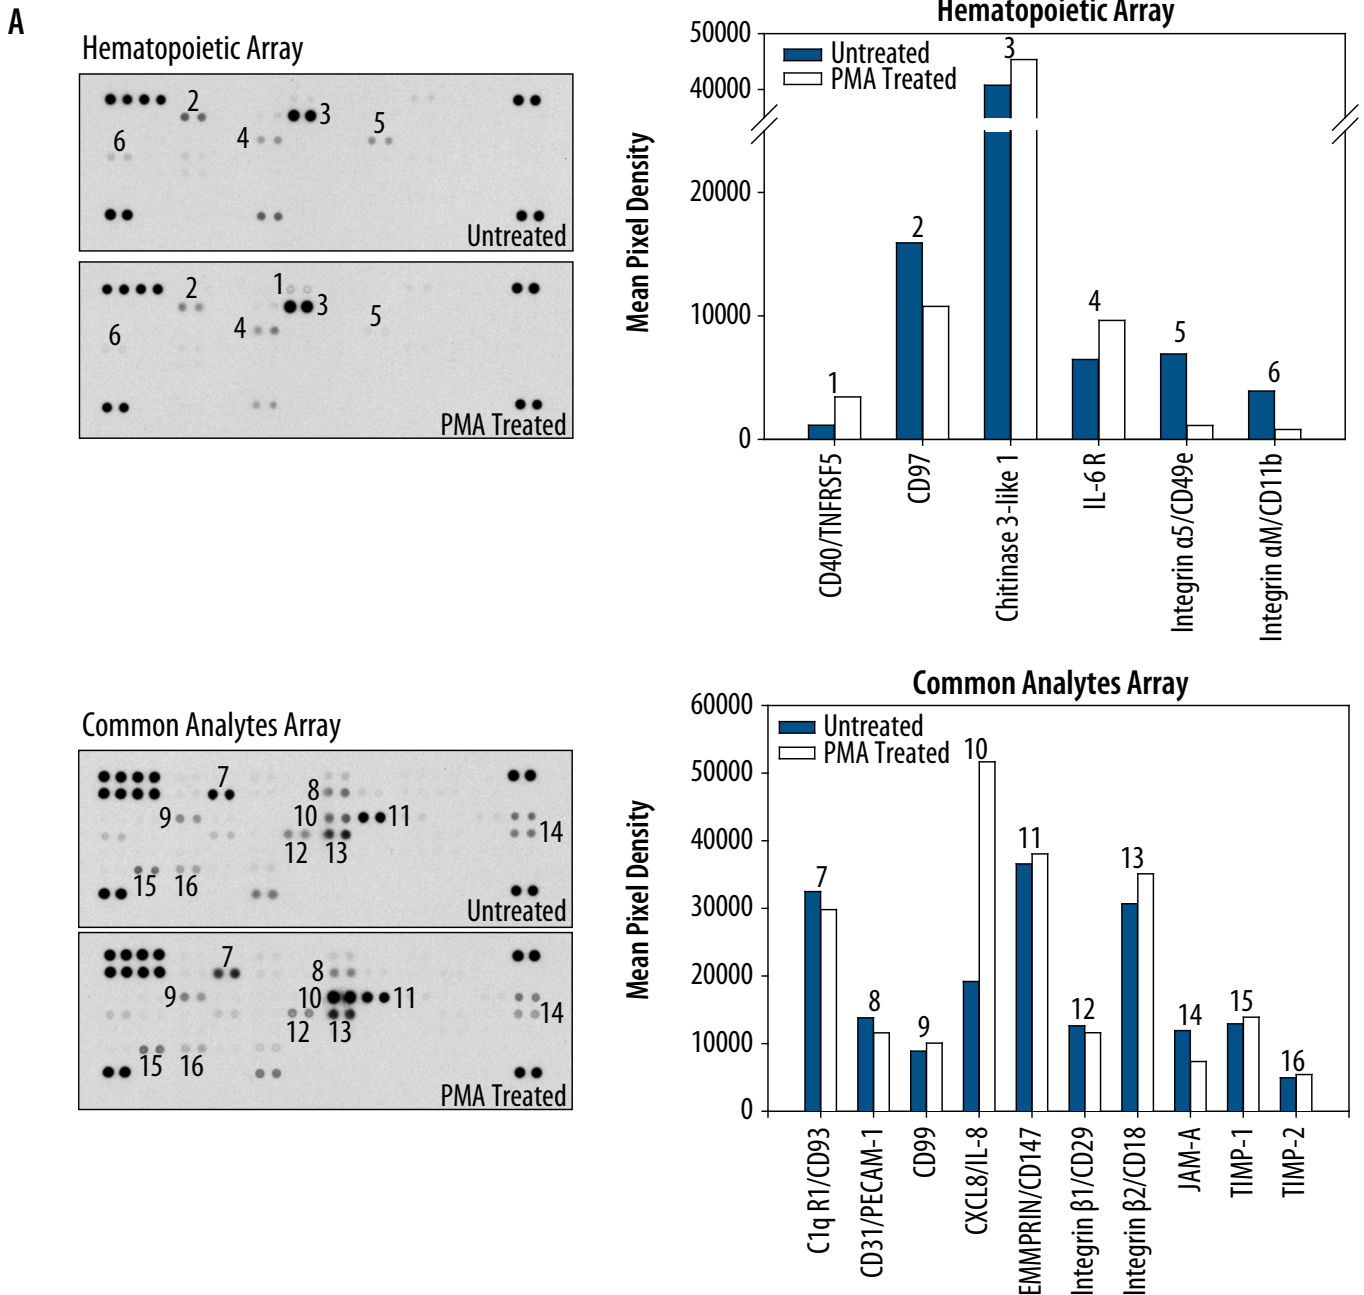 A
Hematopoietic Array
2
3
4
5
6
Untreated
1
2
3
4
5
6
PMA Treated
Hematopoietic Array
Untreated
PMA Treated
Mean Pixel Density
50000
40000
20000
10000
0
1
2
3
4
5
6
CD40/TNFRSF5
CD97
Chitinase 3-like 1
IL-6 R
Integrin α5/CD49e
Integrin αM/CD11b
Common Analytes Array
7
8
9
10
11
12
13
14
15
16
Untreated
7
8
9
10
11
12
13
14
15
16
PMA Treated
Common Analytes Array
Untreated
PMA Treated
Mean Pixel Density
60000
50000
40000
30000
20000
10000
0
7
8
9
10
11
12
13
14
15
16
C1q R1/CD93
CD31/PECAM-1
CD99
CXCL8/IL-8
EMMPRIN/CD147
Integrin β1/CD29
Integrin β2/CD18
JAM-A
TIMP-1
TIMP-2